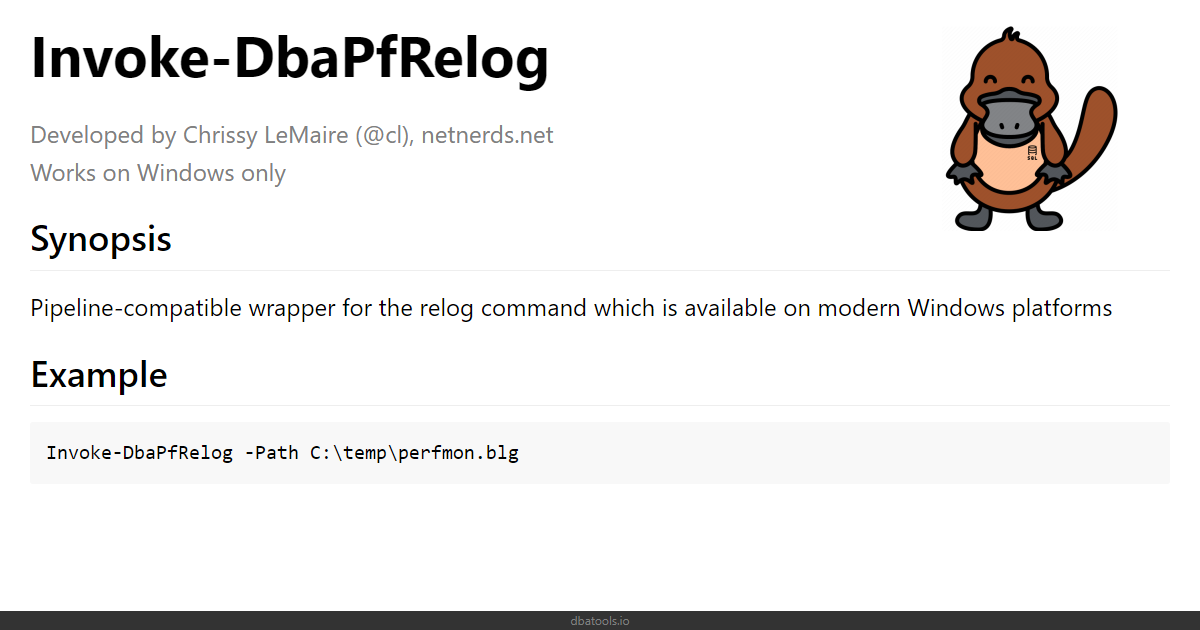 Invoke-DbaPfRelog
Developed by Chrissy LeMaire (@cl), netnerds.net
Works on Windows only
Synopsis
Pipeline-compatible wrapper for the relog command which is available on modern Windows platforms
Example
Invoke-DbaPfRelog -Path C:\temp\perfmon.blg
SQL
dbatools.io